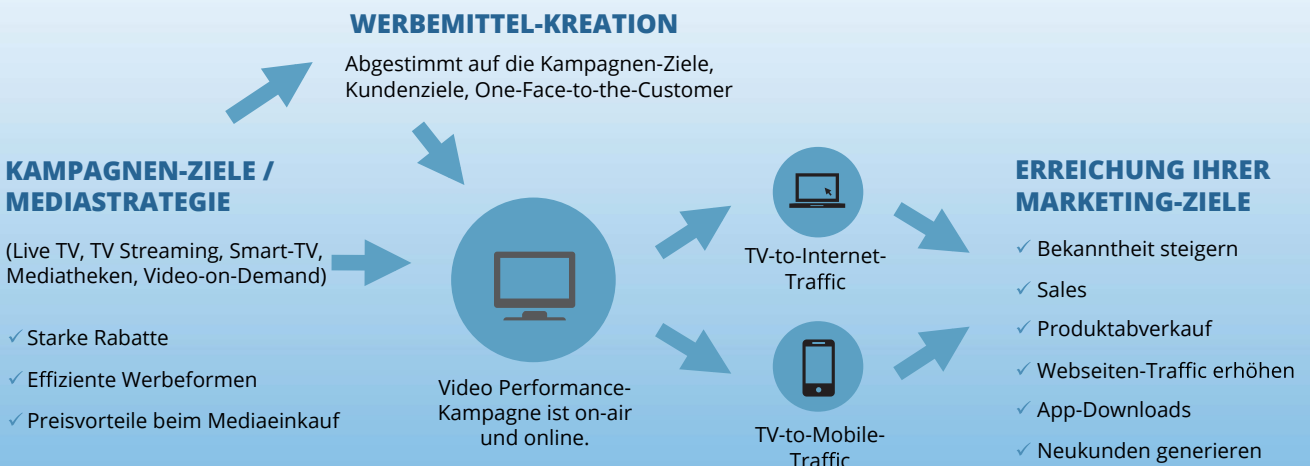 WERBEMITTEL-KREATION
Abgestimmt auf die Kampagnen-Ziele,
Kundenziele, One-Face-to-the-Customer
KAMPAGNEN-ZIELE /
MEDIASTRATEGIE
(Live TV, TV Streaming, Smart-TV,
Mediatheken, Video-on-Demand)
✓ Starke Rabatte
✓ Effiziente Werbeformen
✓ Preisvorteile beim Mediaeinkauf
Video Performance-
Kampagne ist on-air
und online.
TV-to-Internet-
Traffic
TV-to-Mobile-
Traffic
ERREICHUNG IHRER
MARKETING-ZIELE
✓ Bekanntheit steigern
✓ Sales
✓ Produktabverkauf
✓ Webseiten-Traffic erhöhen
✓ App-Downloads
✓ Neukunden generieren